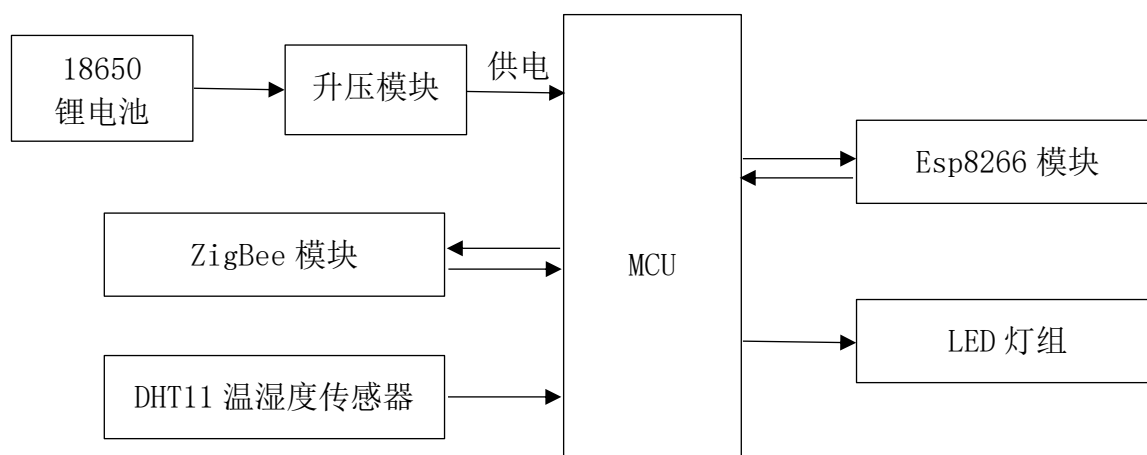 18650
锂电池
升压模块
供电
Esp8266 模块
ZigBee 模块
MCU
LED 灯组
DHT11 温湿度传感器